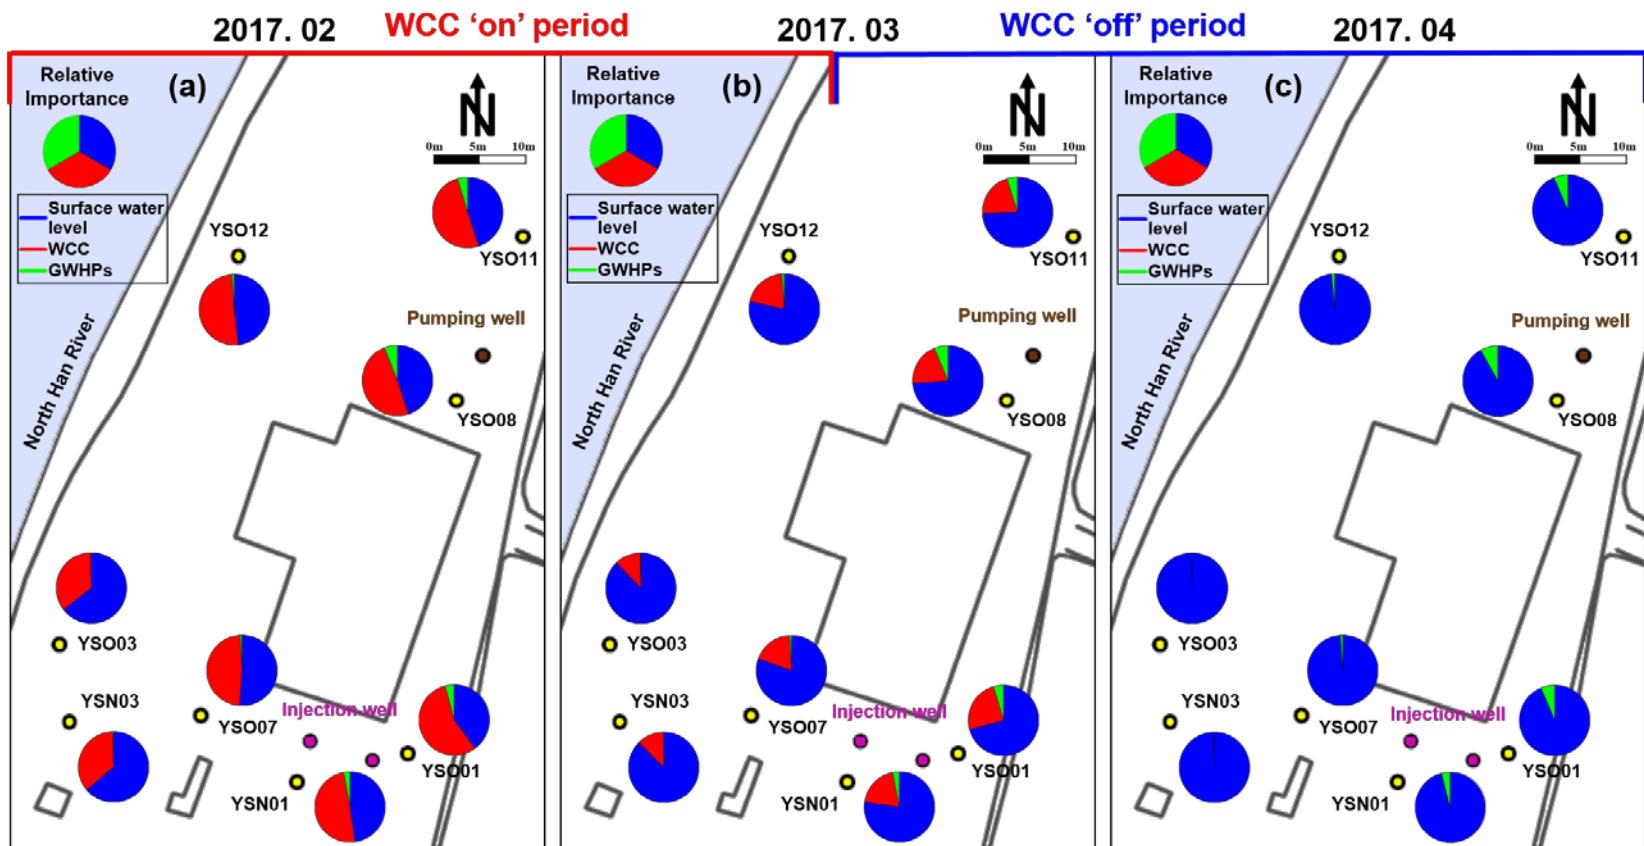 2017. 02
WCC ‘on’ period
2017. 03
WCC ‘off’ period
2017. 04
Relative
Importance
(a)
N
0m 5m 10m
Surface water
level
WCC
GWHPs
YSO12
YSO11
Pumping well
YSO08
North Han River
YSO03
YSN03
YSO07
Injection well
YSO01
YSN01
Relative
Importance
(b)
N
0m 5m 10m
Surface water
level
WCC
GWHPs
YSO12
YSO11
Pumping well
YSO08
North Han River
YSO03
YSN03
YSO07
Injection well
YSO01
YSN01
Relative
Importance
(c)
N
0m 5m 10m
Surface water
level
WCC
GWHPs
YSO12
YSO11
Pumping well
YSO08
North Han River
YSO03
YSN03
YSO07
Injection well
YSO01
YSN01